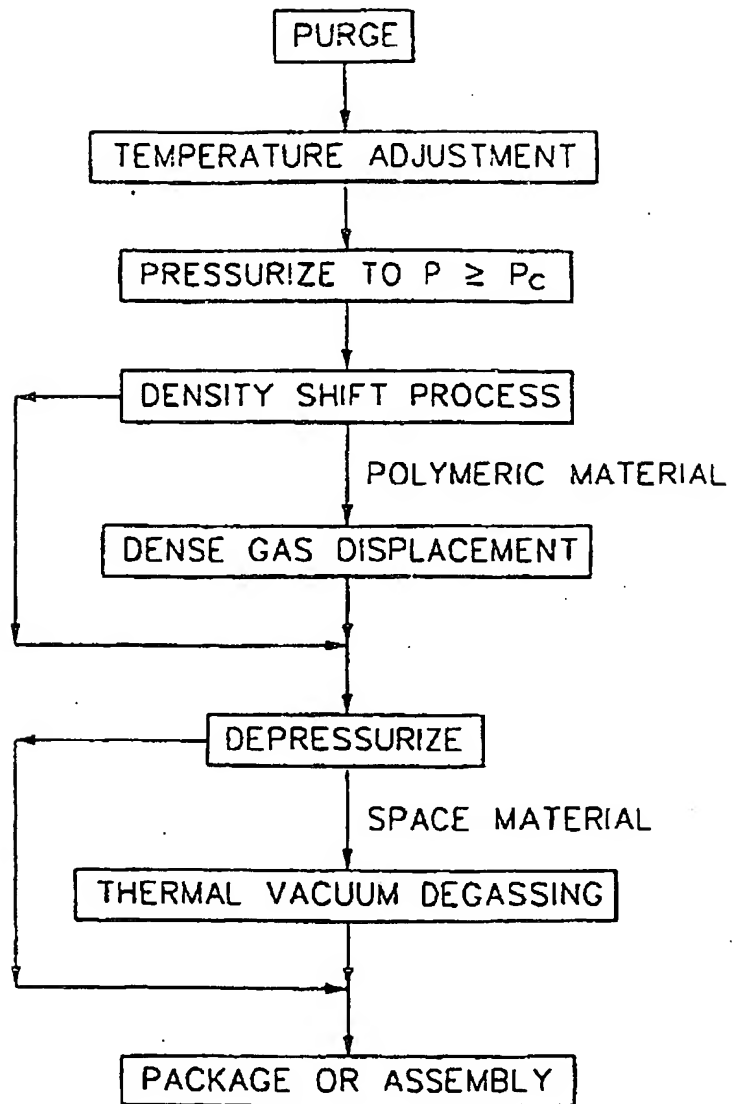 PURGE
TEMPERATURE ADJUSTMENT
PRESSURIZE TO P ≥ Pc
DENSITY SHIFT PROCESS
POLYMERIC MATERIAL
DENSE GAS DISPLACEMENT
DEPRESSURIZE
SPACE MATERIAL
THERMAL VACUUM DEGASSING
PACKAGE OR ASSEMBLY